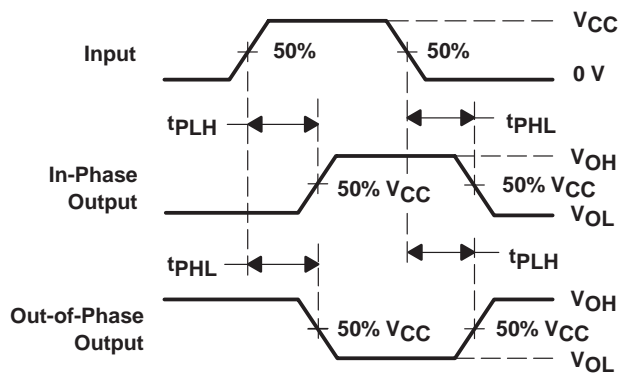 VCC
Input
50%
50%
0 V
tPLH
tPHL
In-Phase
Output
50% VCC
VOH
50% VCC
VOL
tPHL
tPLH
Out-of-Phase
Output
50% VCC
VOH
50% VCC
VOL